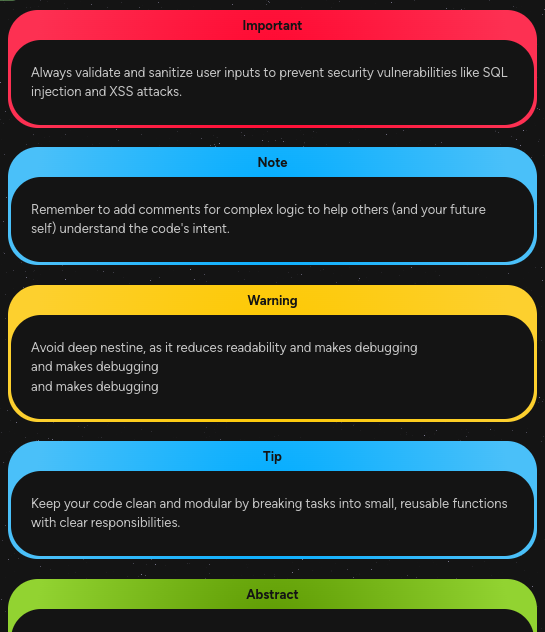 Important
Always validate and sanitize user inputs to prevent security vulnerabilities like SQL
injection and XSS attacks.
Note
Remember to add comments for complex logic to help others (and your future
self) understand the code's intent.
Warning
Avoid deep nestine, as it reduces readability and makes debugging
and makes debugging
and makes debugging
Tip
Keep your code clean and modular by breaking tasks into small, reusable functions
with clear responsibilities.
Abstract